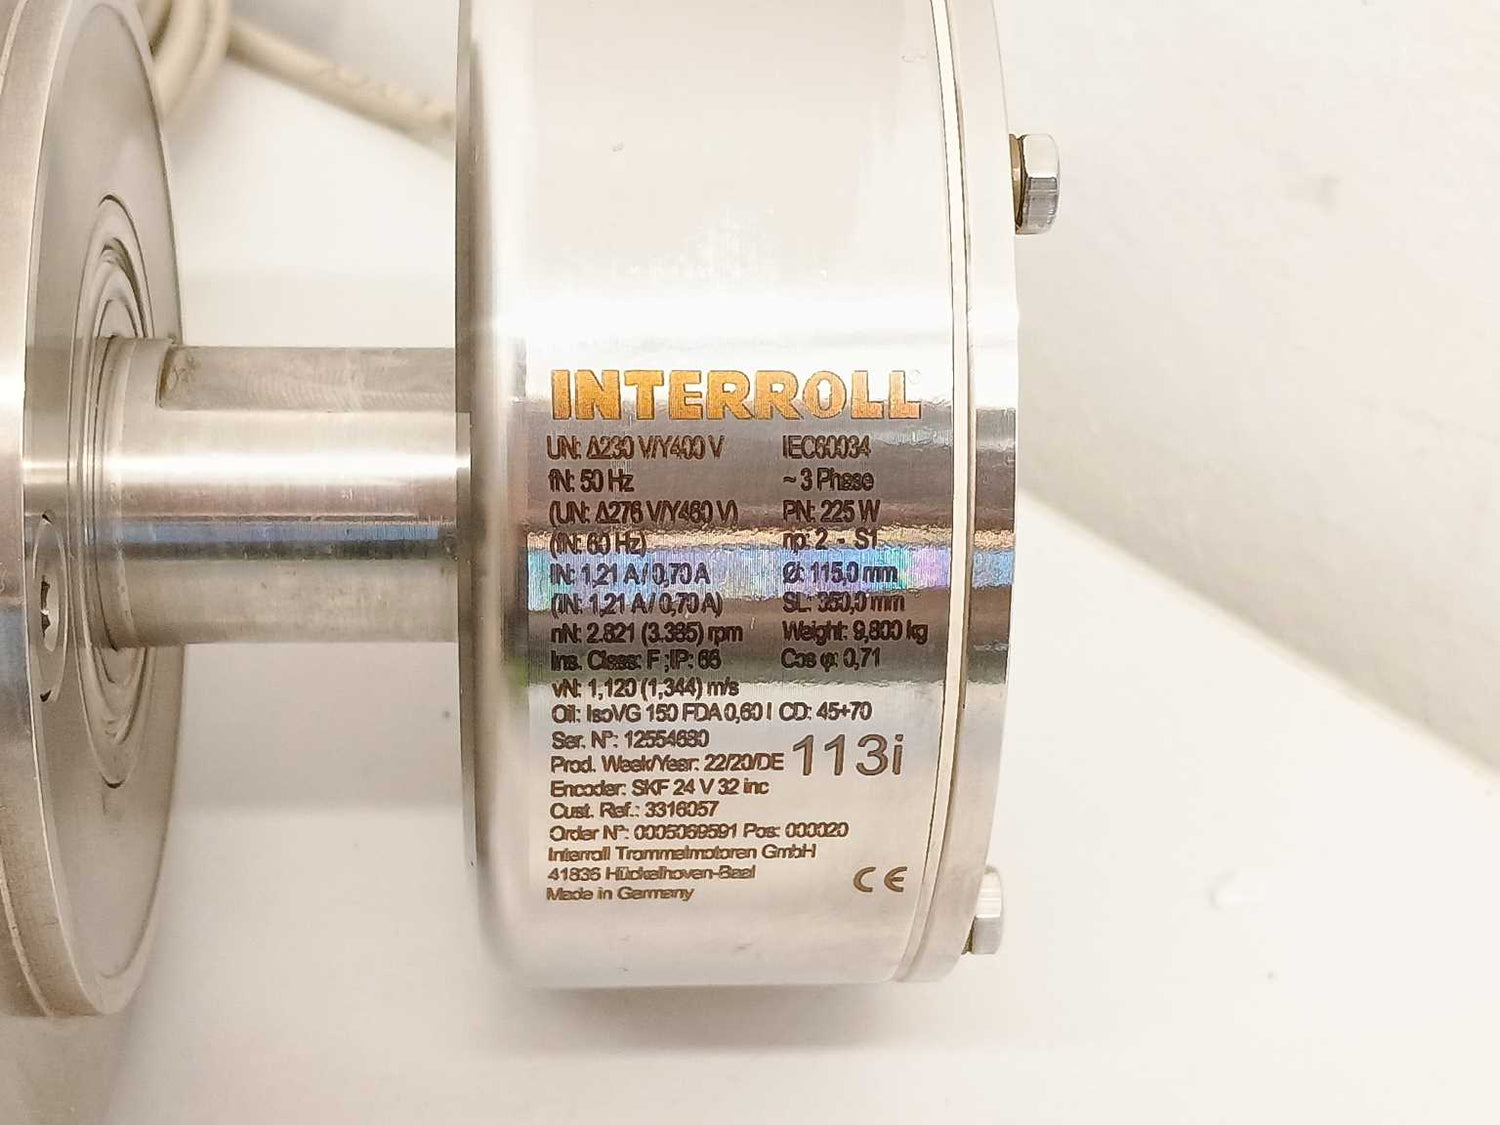 INTERROLL
UN: Δ230 V/Y400 V IEC60034
fN: 50 Hz ~ 3 Phase
(UN: Δ276 V/Y460 V) PN: 225 W
(fN: 60 Hz) np: 2 - S1
IN: 1,21 A / 0,70 A Ø: 115,0 mm
(IN: 1,21 A / 0,70 A) SL: 350,0 mm
nN: 2.821 (3.385) rpm Weight: 9,800 kg
Ins. Class: F ;IP: 66 Cos φ: 0,71
vN: 1,120 (1,344) m/s
Oil: IsoVG 150 FDA 0,60 l CD: 45+70
Ser. N°: 12554680
Prod. Week/Year: 22/20/DE 113i
Encoder: SKF 24 V 32 inc
Cust. Ref.: 3316057
Order N°: 0005069591 Pos: 000020
Interroll Trommelmotoren GmbH
41836 Hückelhoven-Baal
Made in Germany
CE